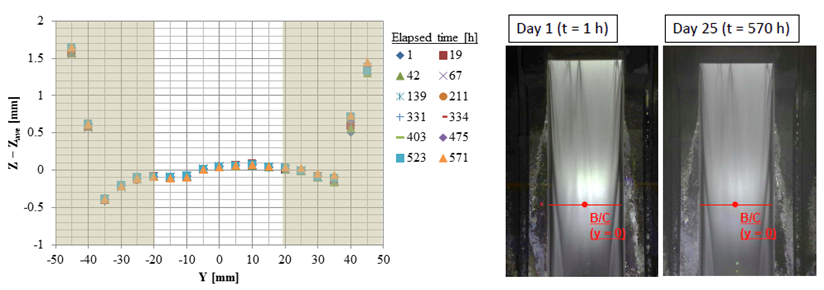 2
1.5
1
0.5
0
-0.5
-1
Z – Zave [mm]
-50 -40 -30 -20 -10 0 10 20 30 40 50
Y [mm]
Elapsed time [h]
1 19
42 67
139 211
331 334
403 475
523 571
Day 1 (t = 1 h)
B/C
(y = 0)
Day 25 (t = 570 h)
B/C
(y = 0)